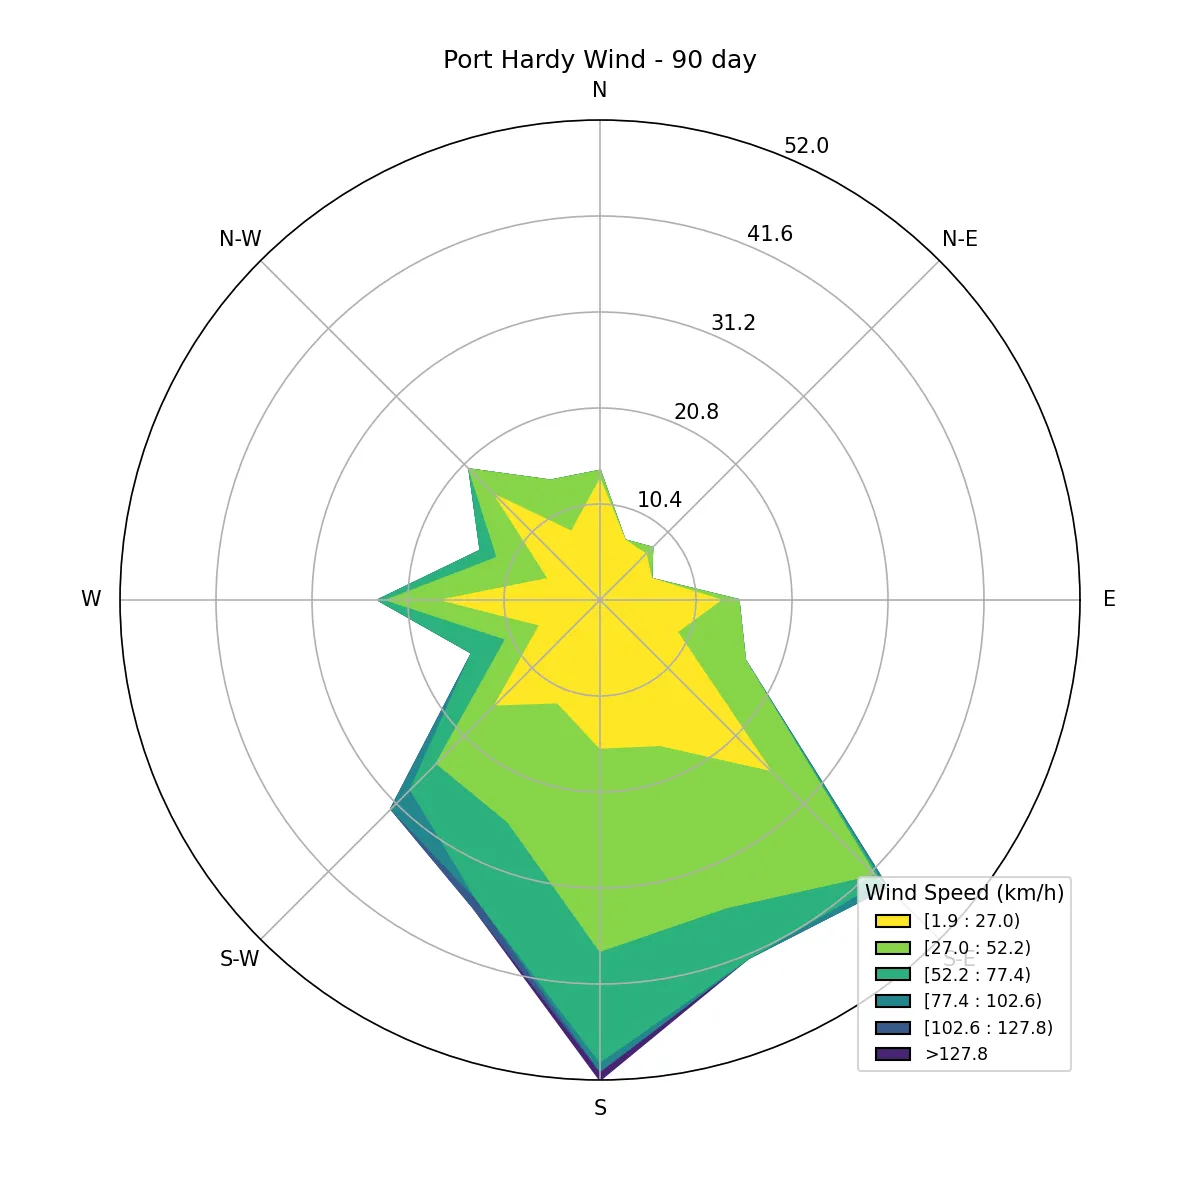 Port Hardy Wind - 90 day
N
52.0
41.6
N-W
N-E
31.2
20.8
10.4
W
E
Wind Speed (km/h)
[1.9 : 27.0)
[27.0 : 52.2)
S-W
S-E
[52.2 : 77.4)
[77.4 : 102.6)
[102.6 : 127.8)
>127.8
S